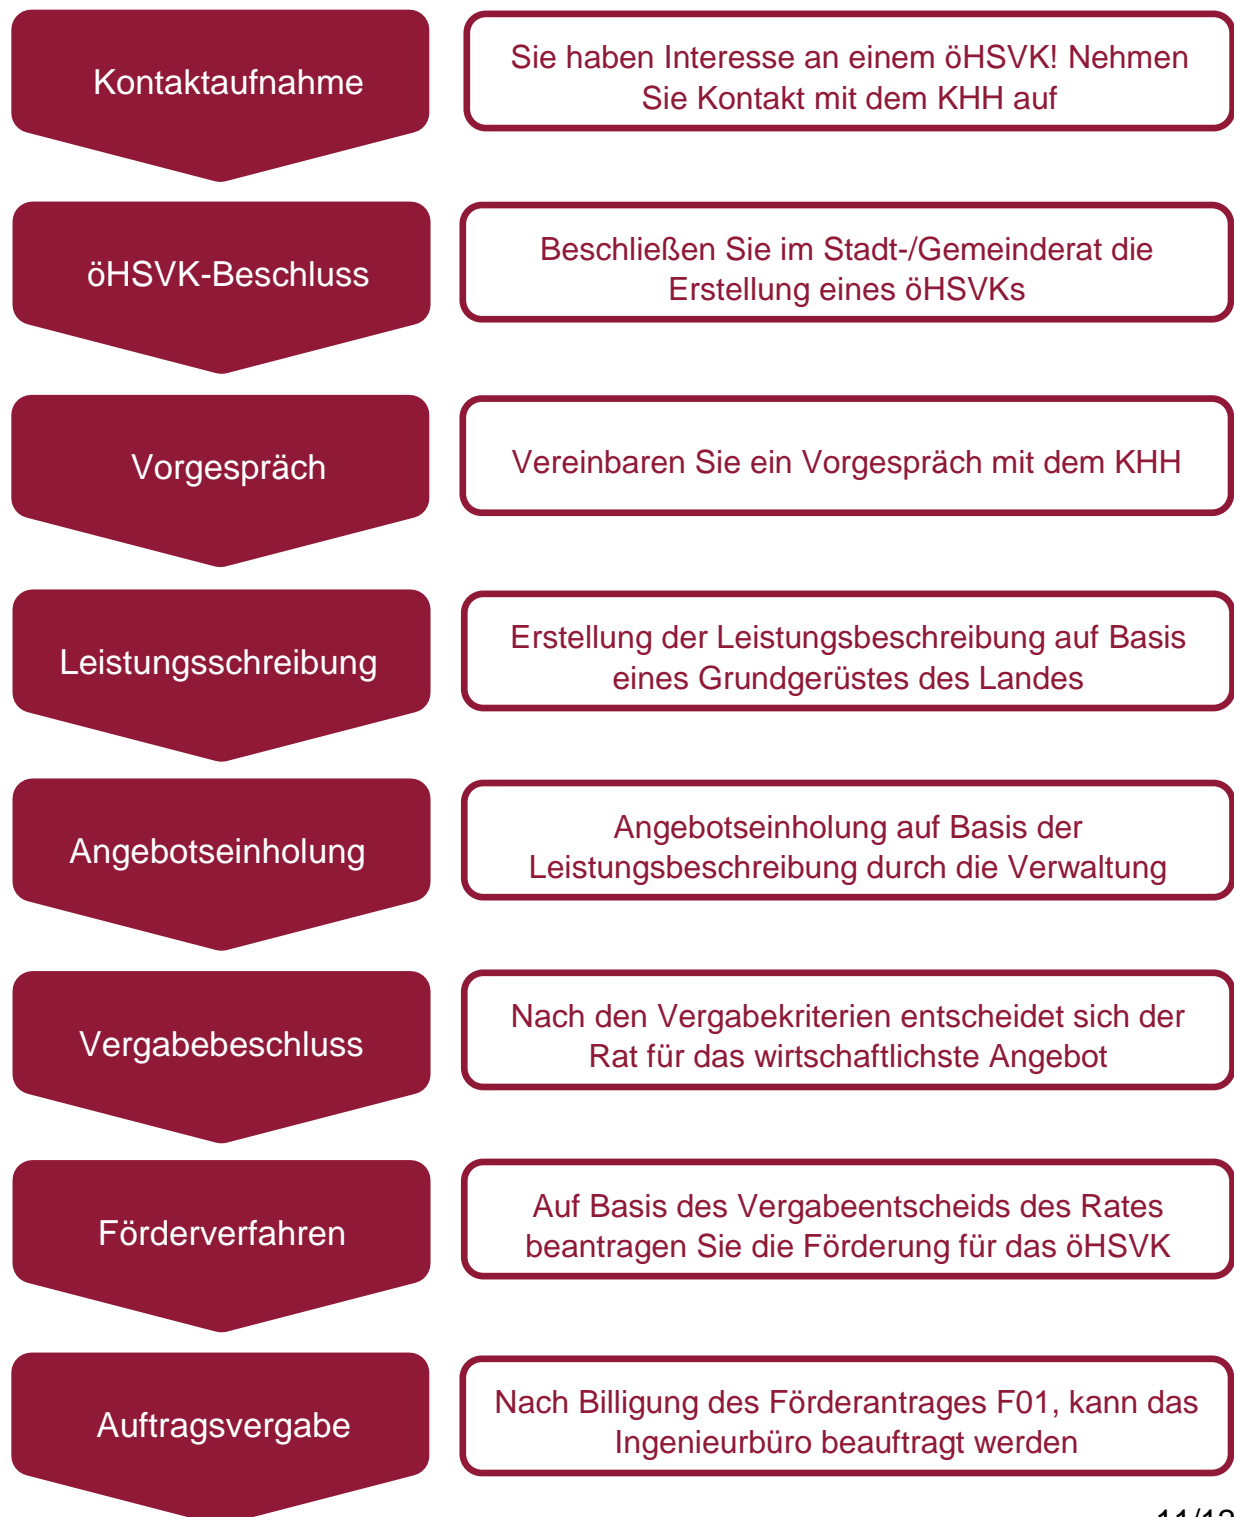 Kontaktaufnahme
Sie haben Interesse an einem öHSVK! Nehmen
Sie Kontakt mit dem KHH auf
öHSVK-Beschluss
Beschließen Sie im Stadt-/Gemeinderat die
Erstellung eines öHSVKs
Vorgespräch
Vereinbaren Sie ein Vorgespräch mit dem KHH
Leistungsschreibung
Erstellung der Leistungsbeschreibung auf Basis
eines Grundgerüstes des Landes
Angebotseinholung
Angebotseinholung auf Basis der
Leistungsbeschreibung durch die Verwaltung
Vergabebeschluss
Nach den Vergabekriterien entscheidet sich der
Rat für das wirtschaftlichste Angebot
Förderverfahren
Auf Basis des Vergabeentscheids des Rates
beantragen Sie die Förderung für das öHSVK
Auftragsvergabe
Nach Billigung des Förderantrages F01, kann das
Ingenieurbüro beauftragt werden